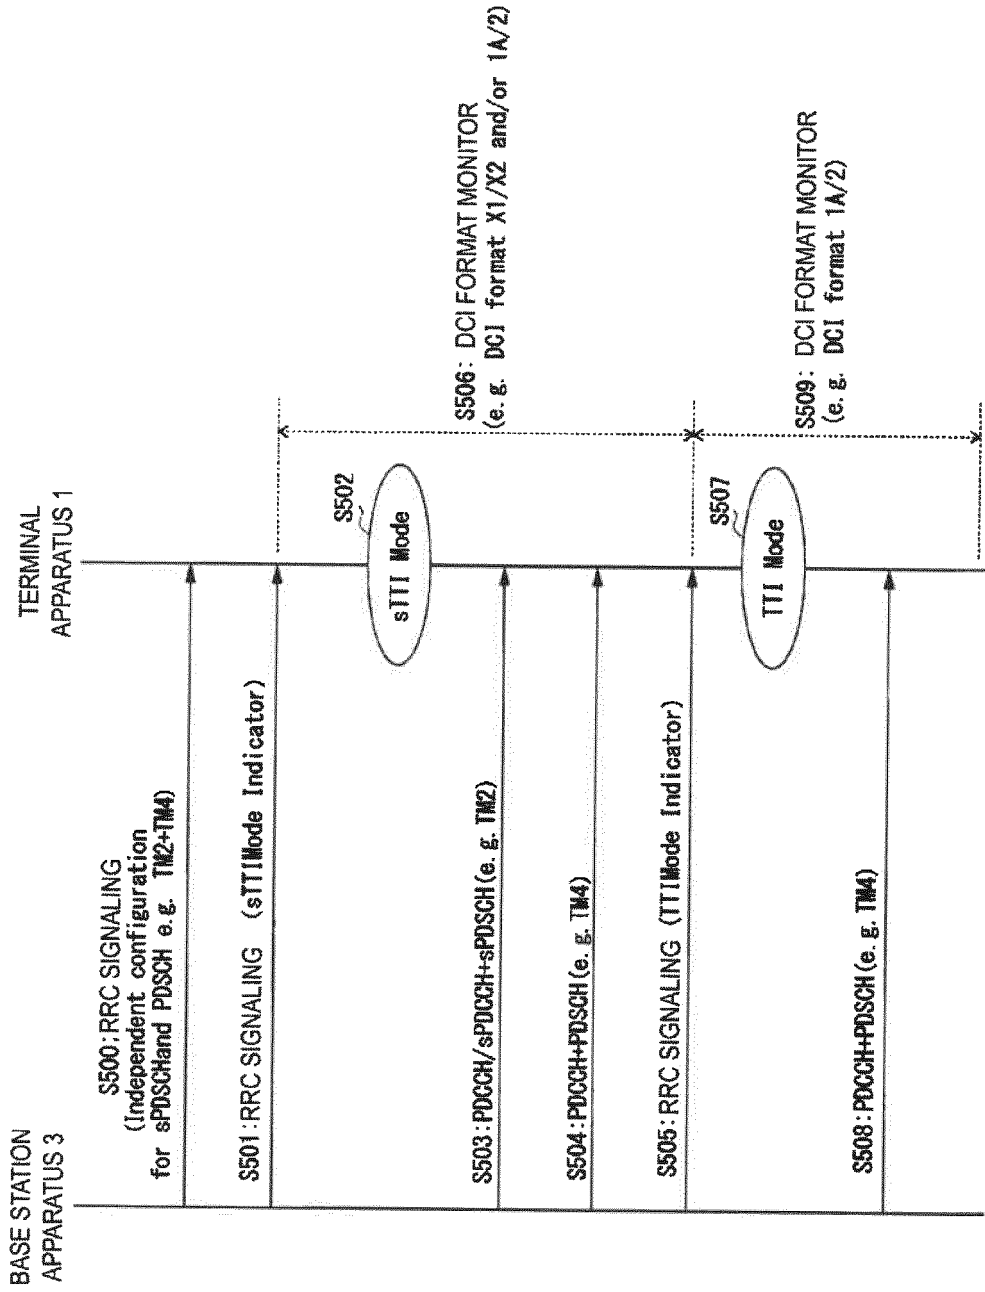 BASE STATION
APPARATUS 3
TERMINAL
APPARATUS 1
S500;RRC SIGNALING
(Independent configuration
for sPDSCHand PDSCH e.g. TM2+TM4)
S501:RRC SIGNALING (sTTIMode Indicator)
S502
sTTI Mode
S503:PDCCH/sPDCCH+sPDSCH(e.g.TM2)
S504:PDCCH+PDSCH(e.g.TM4)
S505:RRC SIGNALING (TTIMode Indicator)
S506: DCI FORMAT MONITOR
(e.g. DCI format X1/X2 and/or 1A/2)
S507
TTI Mode
S508:PDCCH+PDSCH(e.g.TM4)
S509: DCI FORMAT MONITOR
(e.g. DCI format 1A/2)